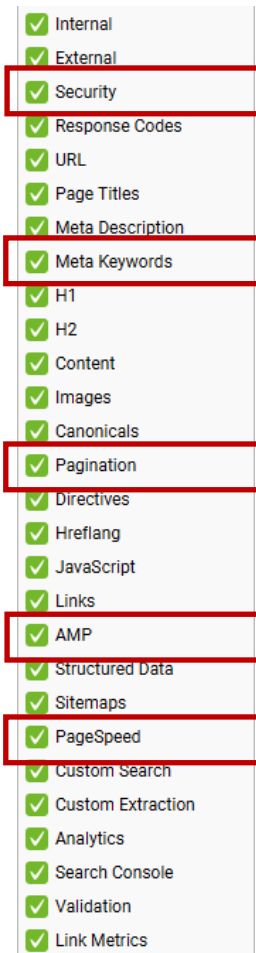 Internal
External
Security
Response Codes
URL
Page Titles
Meta Description
Meta Keywords
H1
H2
Content
Images
Canonicals
Pagination
Directives
Hreflang
JavaScript
Links
AMP
Structured Data
Sitemaps
PageSpeed
Custom Search
Custom Extraction
Analytics
Search Console
Validation
Link Metrics